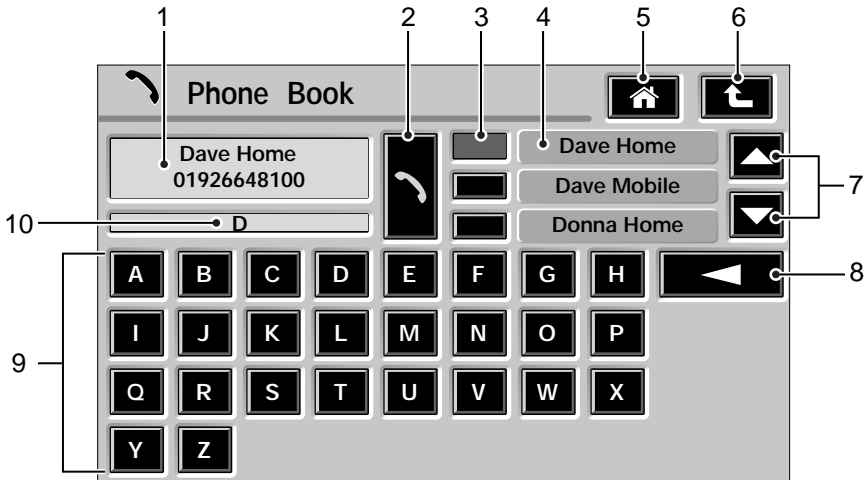 1 2 3 4 5 6
Phone Book
Dave Home
01926648100
Dave Home
Dave Mobile
Donna Home
7
10
D
A B C D E F G H
8
I J K L M N O P
9
Q R S T U V W X
Y Z